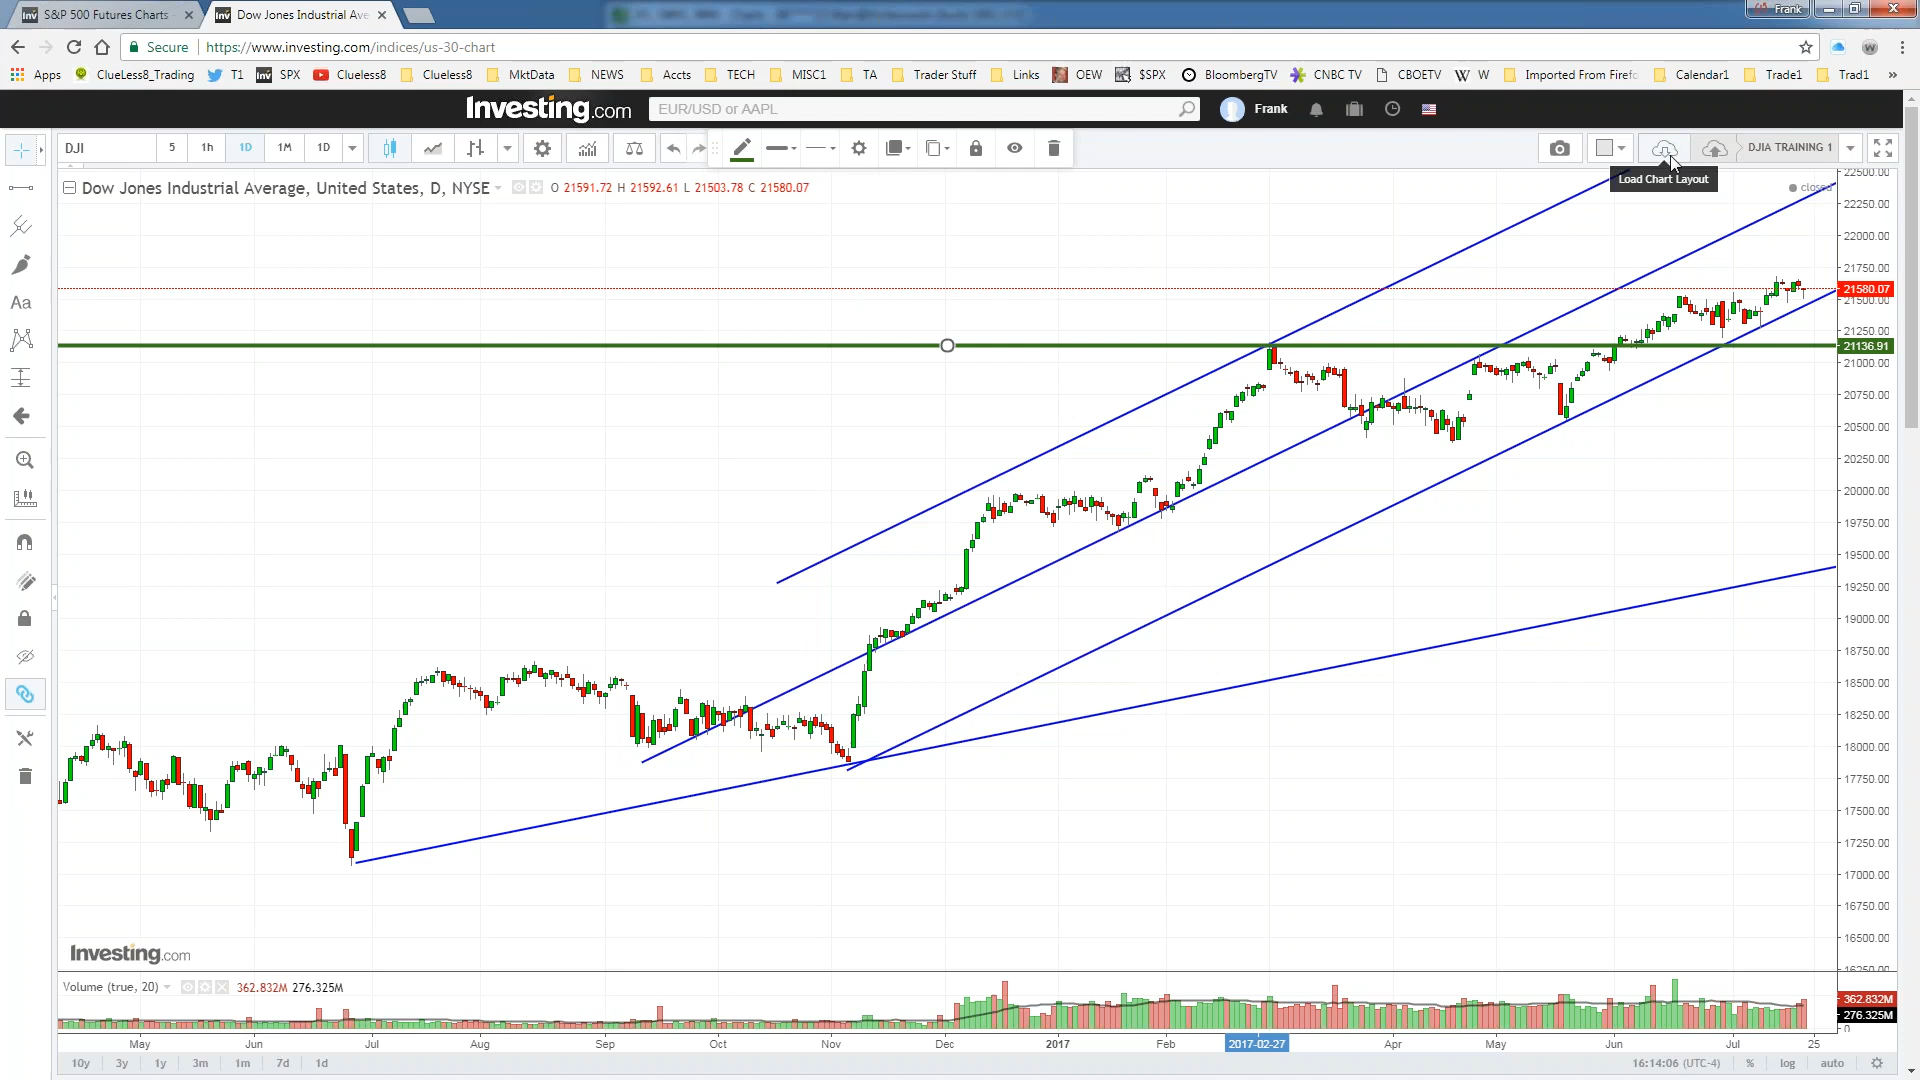 S&P 500 Futures Charts
Dow Jones Industrial Ave
Frank
Secure
https://www.investing.com/indices/us-30-chart
Apps
ClueLess8_Trading
T1
SPX
Clueless8
Clueless8
MktData
NEWS
Accts
TECH
MISC1
TA
Trader Stuff
Links
OEW
$SPX
BloombergTV
CNBC TV
CBOETV
W
Imported From Firefo
Calendar1
Trade1
Trad1
Investing.com
EUR/USD or AAPL
Frank
DJI
5
1h
1D
1M
1D
DJIA TRAINING 1
Load Chart Layout
Dow Jones Industrial Average, United States, D, NYSE
O 21591.72 H 21592.61 L 21503.78 C 21580.07
closed
22500.00
22250.00
22000.00
21750.00
21580.07
21500.00
21250.00
21136.91
21000.00
20750.00
20500.00
20250.00
20000.00
19750.00
19500.00
19250.00
19000.00
18750.00
18500.00
18250.00
18000.00
17750.00
17500.00
17250.00
17000.00
16750.00
16500.00
16250.00
Aa
Investing.com
Volume (true, 20)
362.832M 276.325M
362.832M
276.325M
0
May
Jun
Jul
Aug
Sep
Oct
Nov
Dec
2017
Feb
2017-02-27
Apr
May
Jun
Jul
25
10y
3y
1y
3m
1m
7d
1d
16:14:06 (UTC-4)
%
log
auto